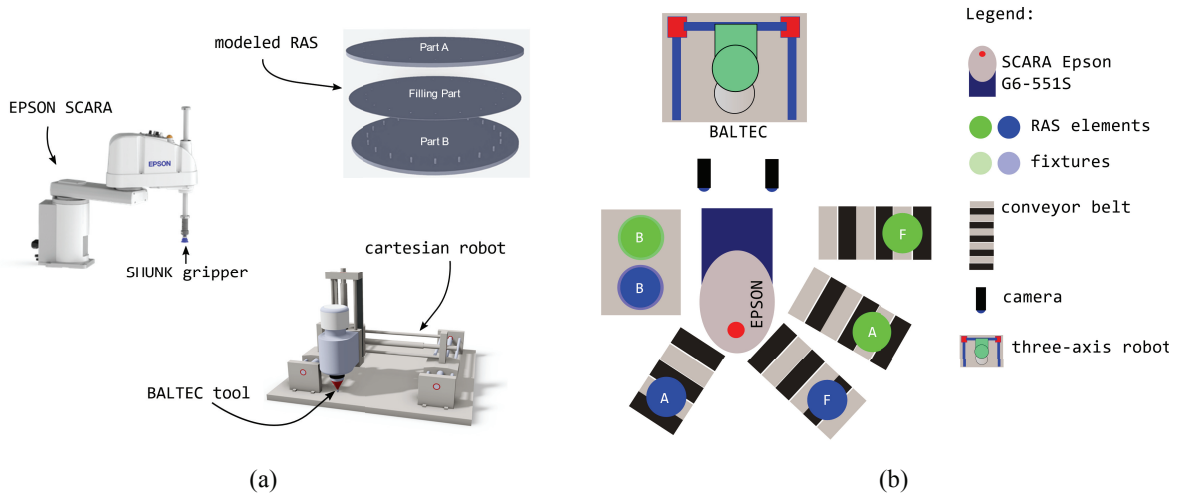 modeled RAS
Part A
Filling Part
Part B
EPSON SCARA
EPSON
SHUNK gripper
cartesian robot
BALTEC tool
(a)
BALTEC
B
B
EPSON
F
A
F
A
(b)
Legend:
SCARA Epson
G6-551S
RAS elements
fixtures
conveyor belt
camera
three-axis robot